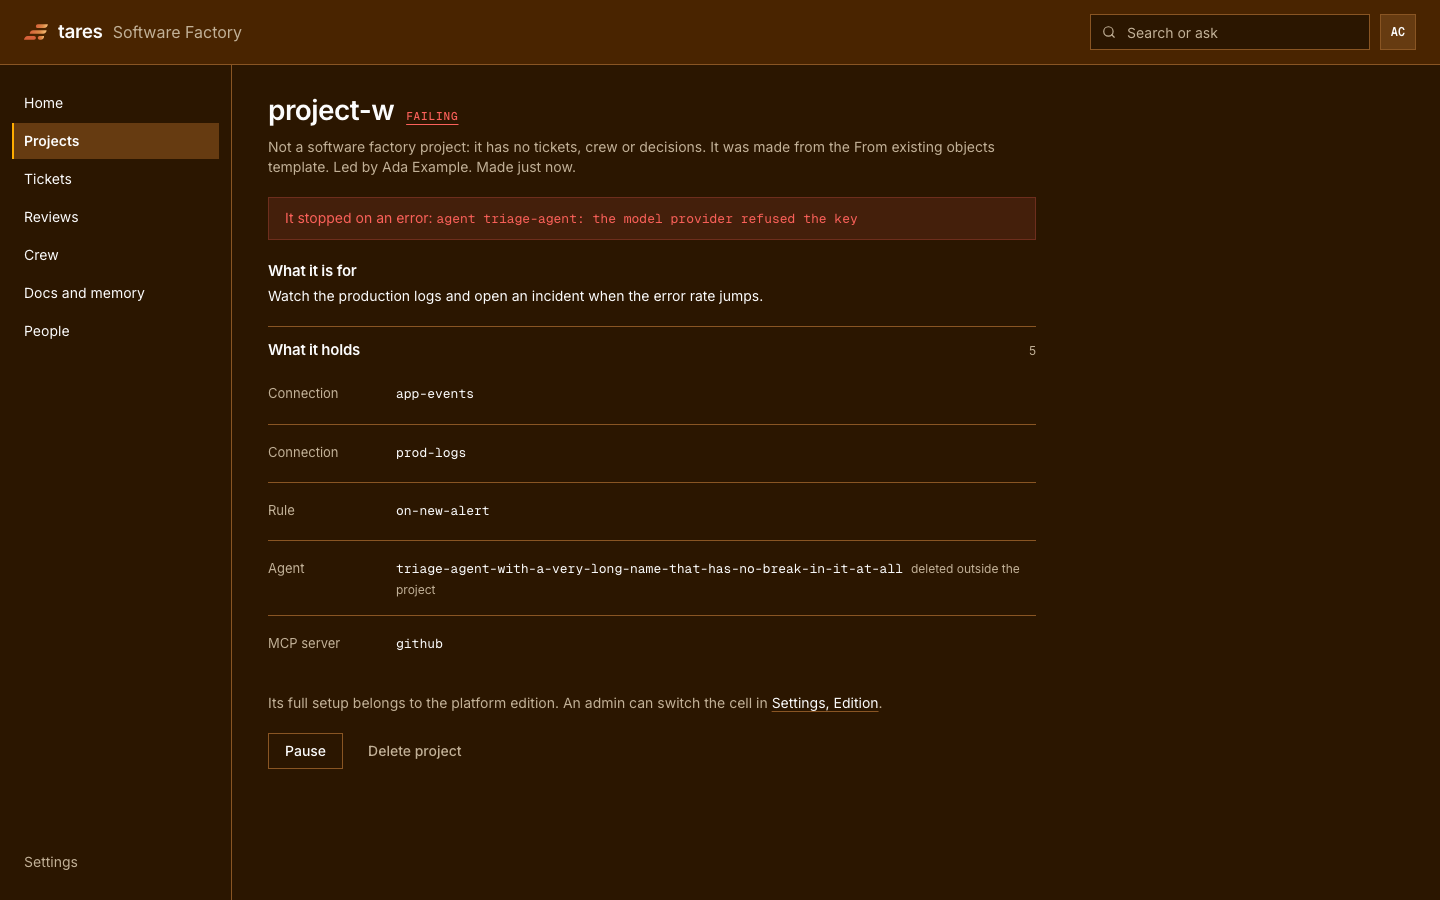 tares Software Factory
Search or ask
AC
Home
Projects
Tickets
Reviews
Crew
Docs and memory
People
Settings
project-w FAILING
Not a software factory project: it has no tickets, crew or decisions. It was made from the From existing objects
template. Led by Ada Example. Made just now.
It stopped on an error: agent triage-agent: the model provider refused the key
What it is for
Watch the production logs and open an incident when the error rate jumps.
What it holds 5
Connection app-events
Connection prod-logs
Rule on-new-alert
Agent triage-agent-with-a-very-long-name-that-has-no-break-in-it-at-all deleted outside the
project
MCP server github
Its full setup belongs to the platform edition. An admin can switch the cell in Settings, Edition.
Pause Delete project